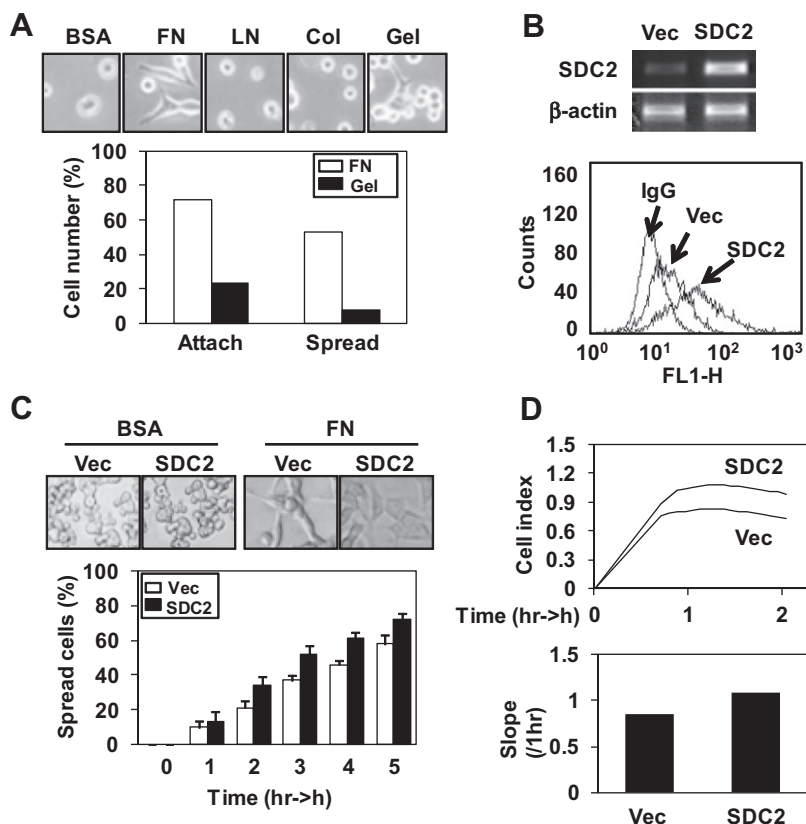 A
BSA FN LN Col Gel
Cell number (%)
100
80
60
40
20
0
FN
Gel
Attach Spread
B
Vec SDC2
SDC2
β-actin
Counts
160
120
80
40
0
IgG
Vec
SDC2
10⁰ 10¹ 10² 10³
FL1-H
C
BSA FN
Vec SDC2 Vec SDC2
Spread cells (%)
100
80
60
40
20
0
Vec
SDC2
0 1 2 3 4 5
Time (hr->h)
D
Cell index
1.5
1.2
0.9
0.6
0.3
0
SDC2
Vec
Time (hr->h) 0 1 2
Slope
(/1hr)
1.5
1
0.5
0
Vec SDC2